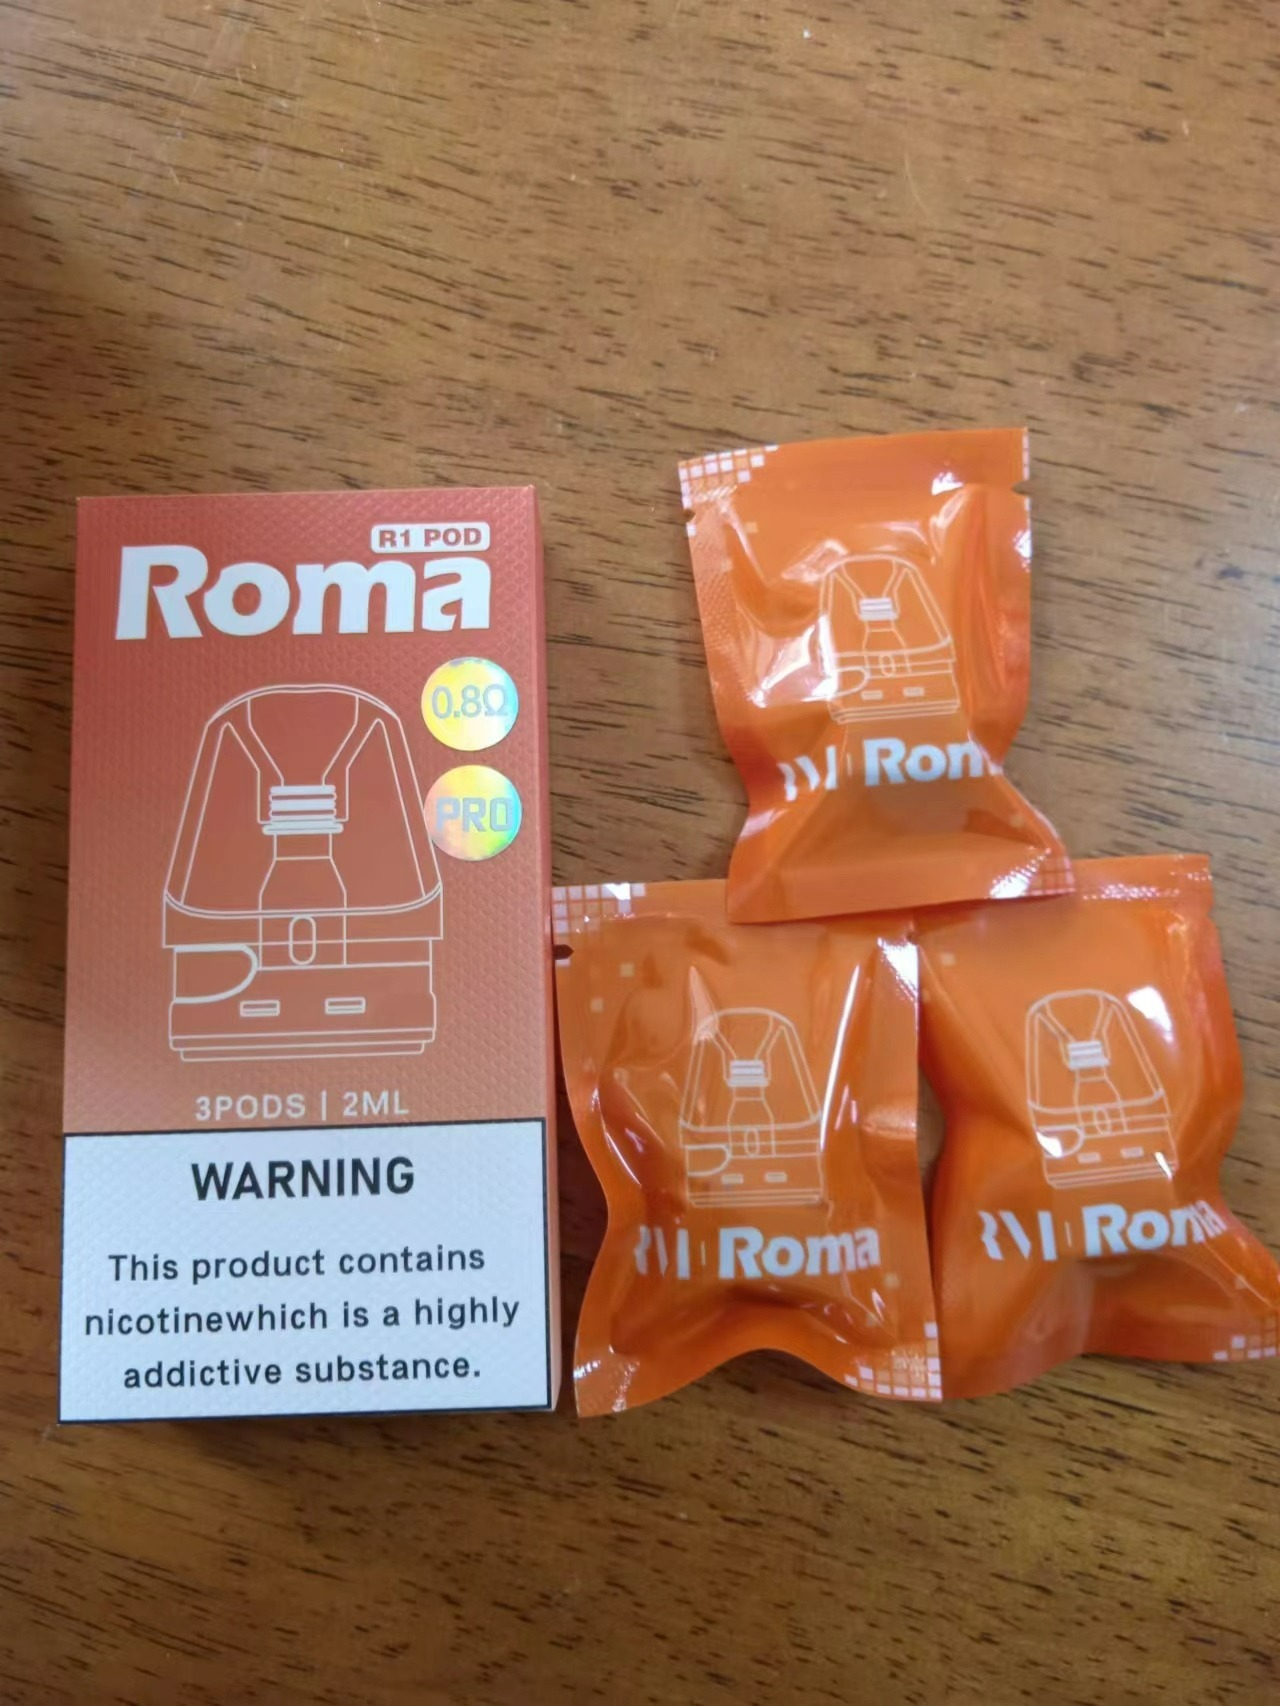 R1 POD
Roma
0.8Ω
PRO
3PODS | 2ML
WARNING
This product contains
nicotinewhich is a highly
addictive substance.
Rom
Roma
Roma